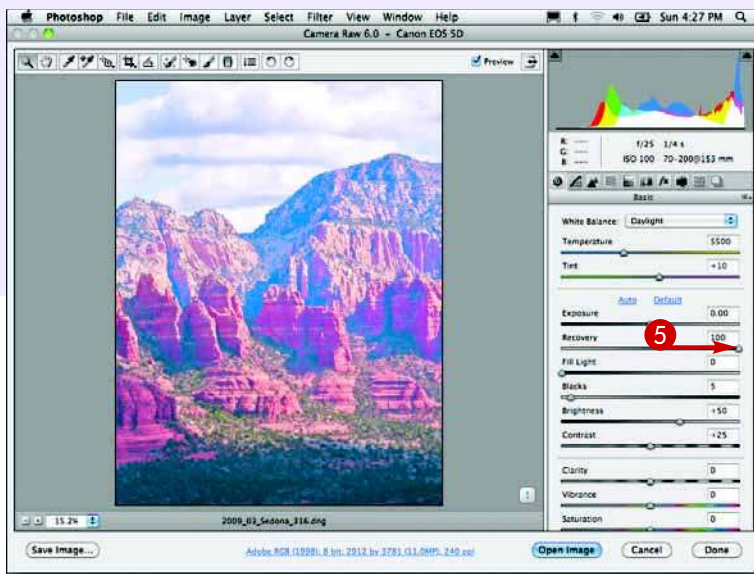 Photoshop File Edit Image Layer Select Filter View Window Help Sun 4:27 PM
Camera Raw 6.0 - Canon EOS 5D
Preview
R: ---
G: ---
B: ---
f/25 1/4 s
ISO 100 70-200@153 mm
Basic
White Balance: Daylight
Temperature 5500
Tint +10
Auto Default
Exposure 0.00
Recovery 100
5
Fill Light 0
Blacks 5
Brightness +50
Contrast +25
Clarity 0
Vibrance 0
Saturation 0
15.2% 2009_03_Sedona_316.dng
Save Image... Adobe RGB (1998); 8 bit; 2912 by 3781 (11.0MP); 240 ppi Open Image Cancel Done